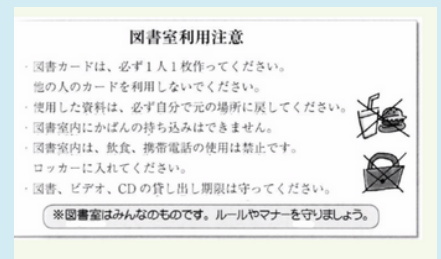 図書室利用注意
・図書カードは、必ず1人1枚作ってください。
他の人のカードを利用しないでください。
・使用した資料は、必ず自分で元の場所に戻してください。
・図書室内にかばんの持ち込みはできません。
・図書室内は、飲食、携帯電話の使用は禁止です。
ロッカーに入れてください。
・図書、ビデオ、CDの貸し出し期限は守ってください。
※図書室はみんなのものです。ルールやマナーを守りましょう。